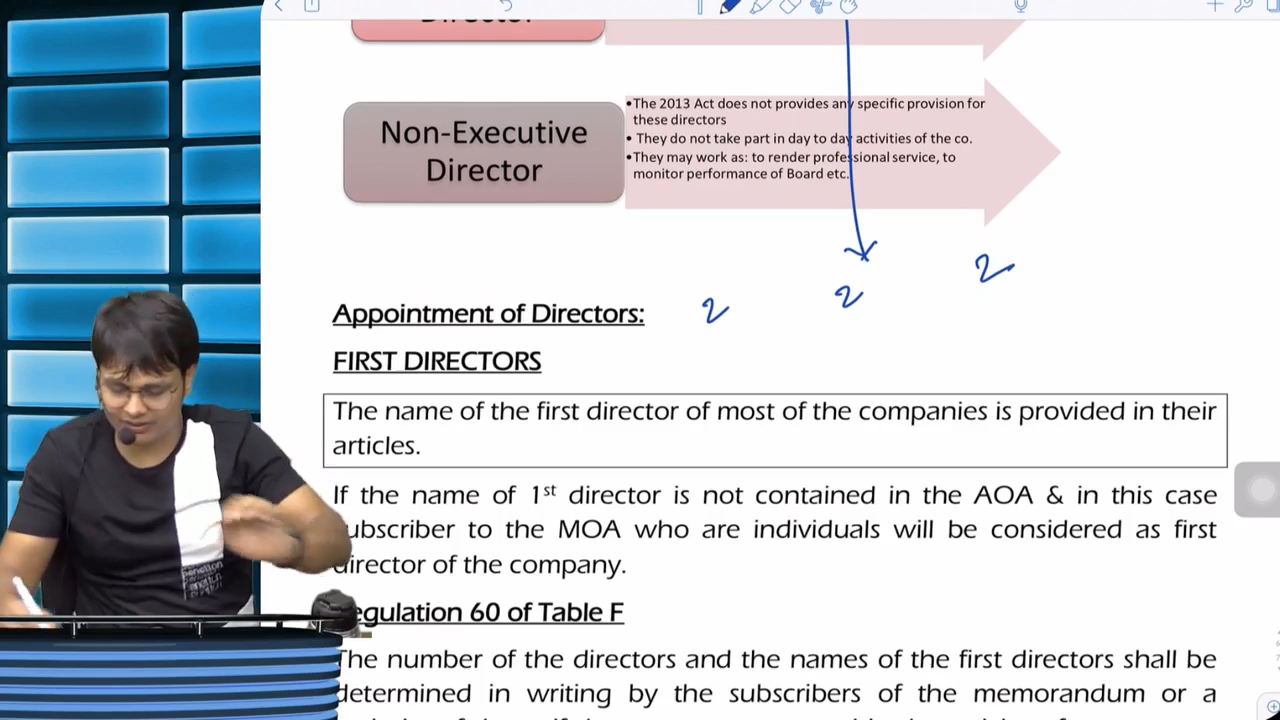 Director
Non-Executive
Director
•The 2013 Act does not provides any specific provision for
these directors
• They do not take part in day to day activities of the co.
•They may work as: to render professional service, to
monitor performance of Board etc.
2 2 2
Appointment of Directors:
FIRST DIRECTORS
The name of the first director of most of the companies is provided in their
articles.
If the name of 1st director is not contained in the AOA & in this case
subscriber to the MOA who are individuals will be considered as first
director of the company.
Regulation 60 of Table F
The number of the directors and the names of the first directors shall be
determined in writing by the subscribers of the memorandum or a